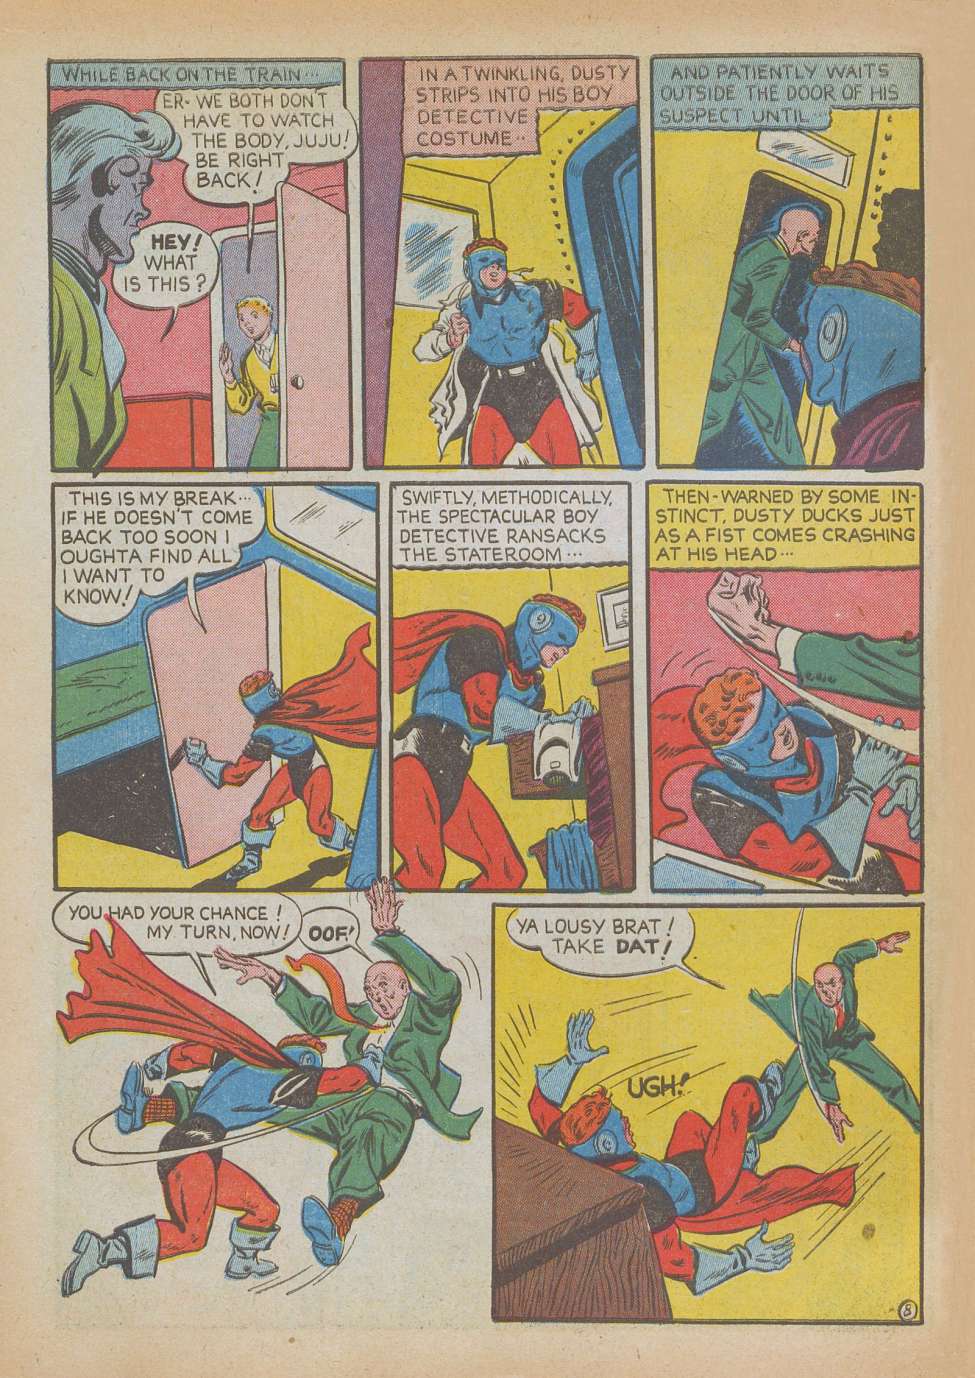 WHILE BACK ON THE TRAIN...
ER- WE BOTH DON'T
HAVE TO WATCH
THE BODY, JUJU!
BE RIGHT
BACK!
HEY!
WHAT
IS THIS?
IN A TWINKLING, DUSTY
STRIPS INTO HIS BOY
DETECTIVE
COSTUME..
AND PATIENTLY WAITS
OUTSIDE THE DOOR OF HIS
SUSPECT UNTIL...
THIS IS MY BREAK...
IF HE DOESN'T COME
BACK TOO SOON I
OUGHTA FIND ALL
I WANT TO
KNOW!
SWIFTLY, METHODICALLY,
THE SPECTACULAR BOY
DETECTIVE RANSACKS
THE STATEROOM...
THEN-WARNED BY SOME IN-
STINCT, DUSTY DUCKS JUST
AS A FIST COMES CRASHING
AT HIS HEAD...
YOU HAD YOUR CHANCE!
MY TURN, NOW!
OOF!
YA LOUSY BRAT!
TAKE DAT!
UGH!
8